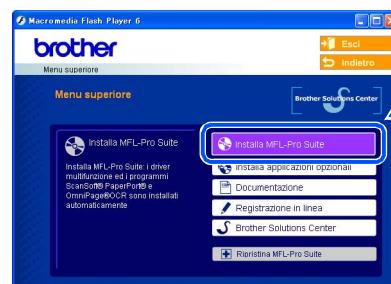 Macromedia Flash Player 6
brother
Esci
Indietro
Menu superiore
Menu superiore
Brother Solutions Center
Installa MFL-Pro Suite
Installa MFL-Pro Suite: i driver
multifunzione ed i programmi
ScanSoft® PaperPort® e
OmniPage®OCR sono installati
automaticamente
Installa MFL-Pro Suite
Installa applicazioni opzionali
Documentazione
Registrazione in linea
Brother Solutions Center
Ripristina MFL-Pro Suite